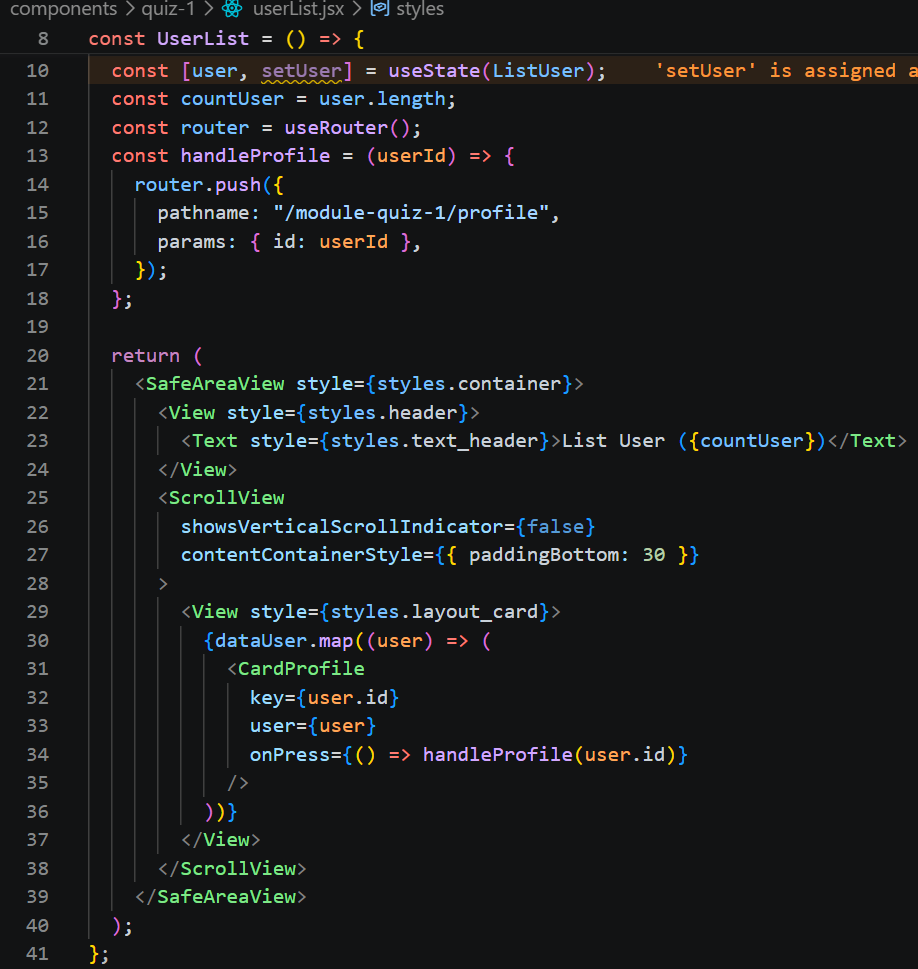 components > quiz-1 > userList.jsx > styles
8 const UserList = () => {
10   const [user, setUser] = useState(ListUser);    'setUser' is assigned a
11   const countUser = user.length;
12   const router = useRouter();
13   const handleProfile = (userId) => {
14     router.push({
15       pathname: "/module-quiz-1/profile",
16       params: { id: userId },
17     });
18   };
19
20   return (
21     <SafeAreaView style={styles.container}>
22       <View style={styles.header}>
23         <Text style={styles.text_header}>List User ({countUser})</Text>
24       </View>
25       <ScrollView
26         showsVerticalScrollIndicator={false}
27         contentContainerStyle={{ paddingBottom: 30 }}
28       >
29         <View style={styles.layout_card}>
30           {dataUser.map((user) => (
31             <CardProfile
32               key={user.id}
33               user={user}
34               onPress={() => handleProfile(user.id)}
35             />
36           ))}
37         </View>
38       </ScrollView>
39     </SafeAreaView>
40   );
41 };